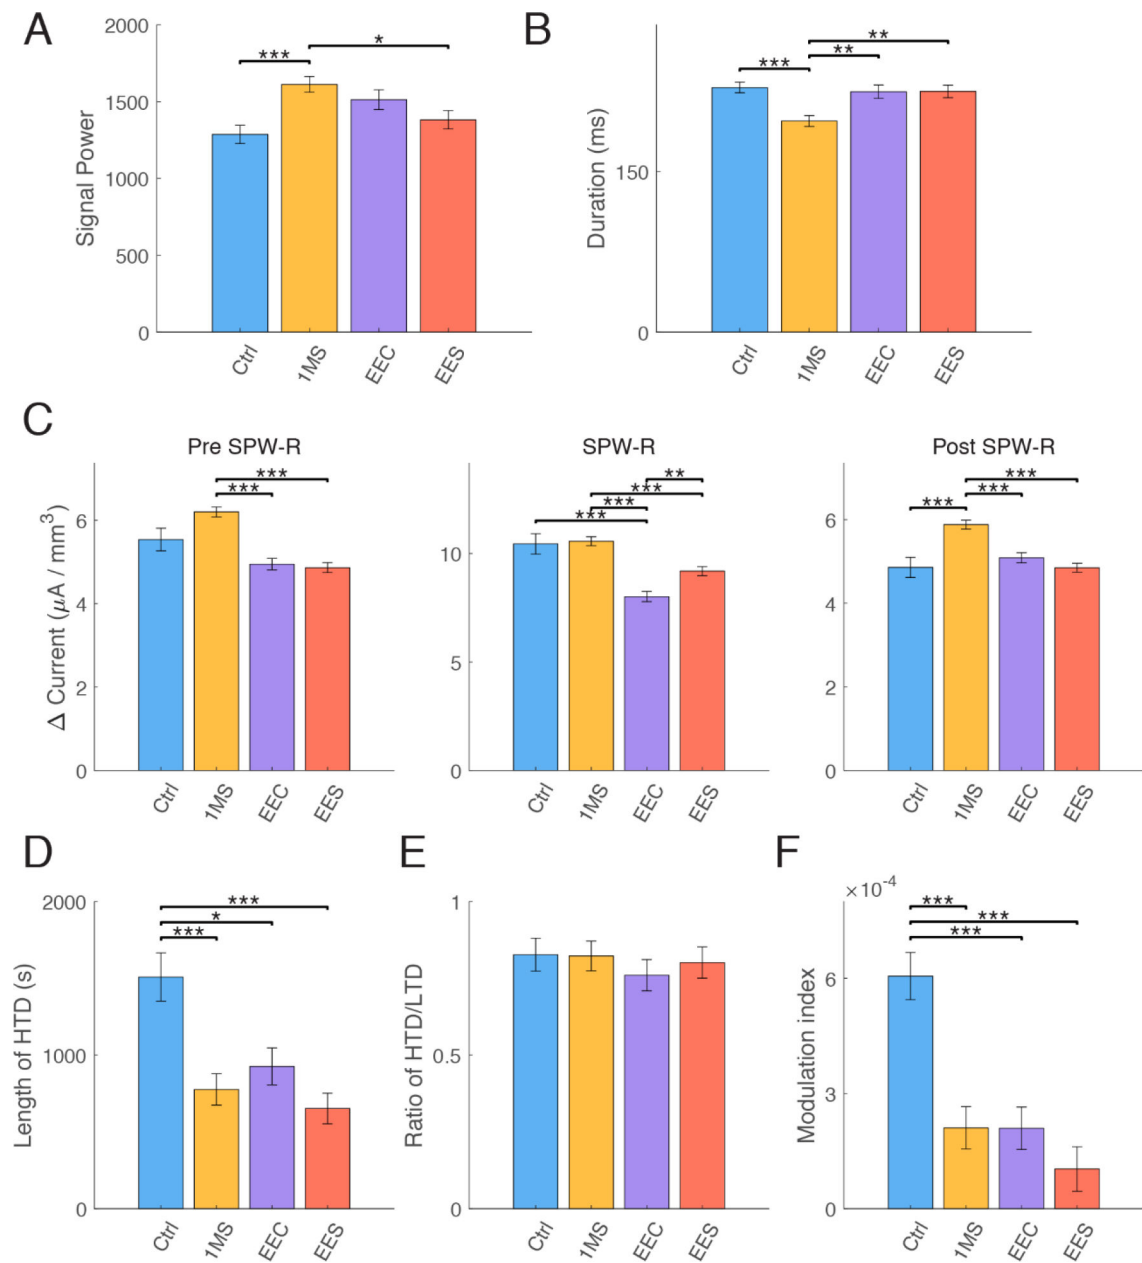 A
Signal Power
2000
1500
1000
500
0
***
*
Ctrl
1MS
EEC
EES
B
Duration (ms)
150
0
***
**
**
Ctrl
1MS
EEC
EES
C
Δ Current (μA / mm³)
Pre SPW-R
6
4
2
0
***
***
Ctrl
1MS
EEC
EES
SPW-R
10
5
0
**
***
***
***
Ctrl
1MS
EEC
EES
Post SPW-R
6
4
2
0
***
***
***
Ctrl
1MS
EEC
EES
D
Length of HTD (s)
2000
1000
0
***
*
***
Ctrl
1MS
EEC
EES
E
Ratio of HTD/LTD
1
0.5
0
Ctrl
1MS
EEC
EES
F
Modulation index
×10⁻⁴
6
3
0
***
***
***
Ctrl
1MS
EEC
EES